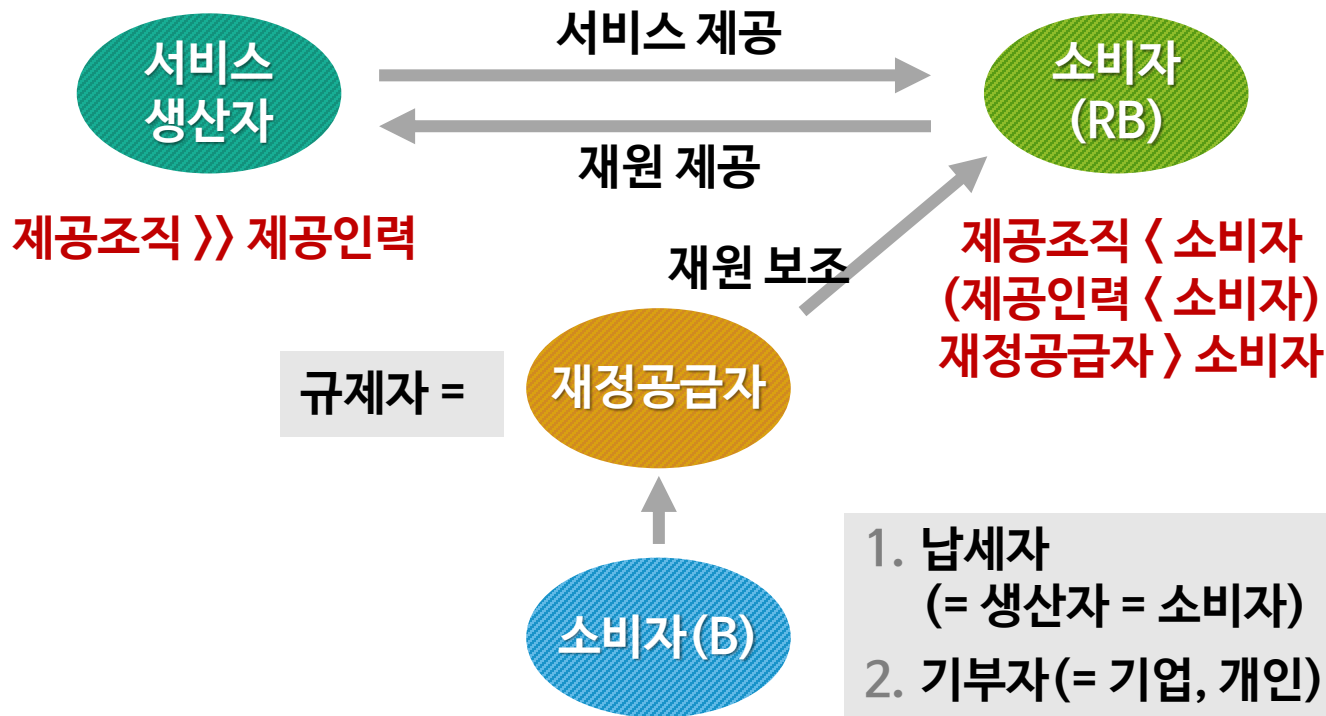 서비스
생산자
서비스 제공
재원 제공
소비자
(RB)
제공조직 》 제공인력
재원 보조
제공조직 < 소비자
(제공인력 < 소비자)
재정공급자 > 소비자
규제자 =
재정공급자
소비자(B)
1. 납세자
(= 생산자 = 소비자)
2. 기부자(= 기업, 개인)